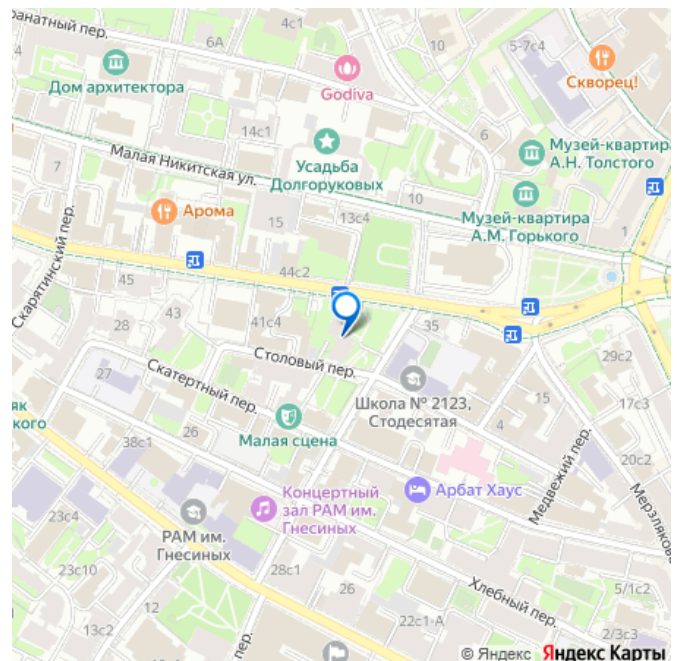 ранатный пер.
4с1
6А
10
5-7с4
Скворец!
Дом архитектора
Godiva
14с1
6
Музей-квартира
А.Н. Толстого
Малая Никитская ул.
Усадьба
Долгоруковых
7
Арома
15
13с4
10
Музей-квартира
А.М. Горького
1
Скарятинский пер.
45
44с2
43
28
41с4
35
Столовый пер.
29с2
27
Скатертный пер.
Школа № 2123,
Стодесятая
15
17с3
як
ского
26
Малая сцена
4
38с1
20с2
Медвежий пер.
Мерзляков
Концертный
зал РАМ им.
Гнесиных
Арбат Хаус
23с4
РАМ им.
Гнесиных
28с1
23с10
26
Хлебный пер.
5/1с2
12
22с1-А
13с2
пер.
2/3с3
© Яндекс Яндекс Карты